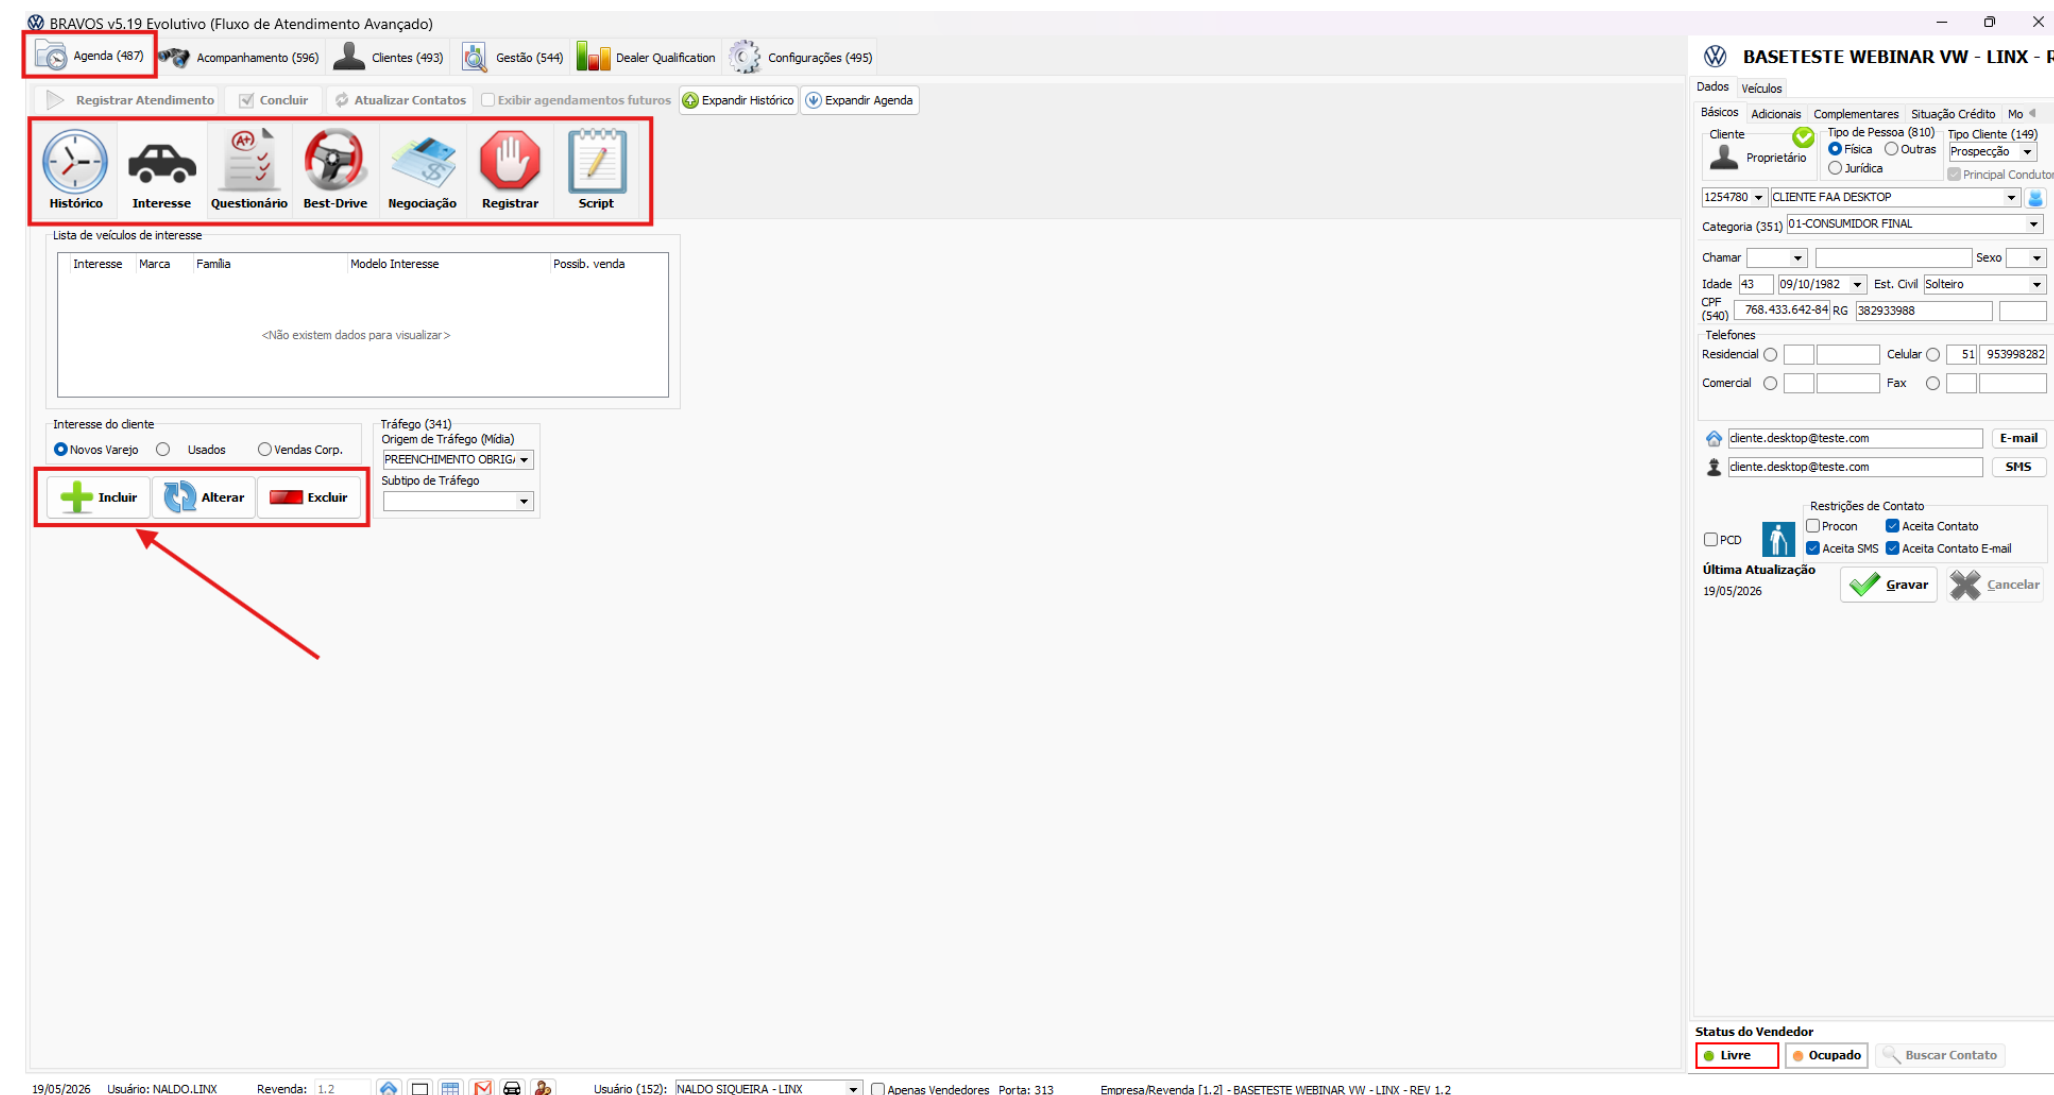 BRAVOS v5.19 Evolutivo (Fluxo de Atendimento Avançado)
Agenda (487)
Acompanhamento (596)
Clientes (493)
Gestão (544)
Dealer Qualification
Configurações (495)
BASETESTE WEBINAR VW - LINX - R
Registrar Atendimento
Concluir
Atualizar Contatos
Exibir agendamentos futuros
Expandir Histórico
Expandir Agenda
Histórico
Interesse
Questionário
Best-Drive
Negociação
Registrar
Script
Lista de veículos de interesse
Interesse Marca Família Modelo Interesse Possib. venda
<Não existem dados para visualizar>
Interesse do cliente
Novos Varejo Usados Vendas Corp.
Incluir Alterar Excluir
Tráfego (341)
Origem de Tráfego (Mídia)
PREENCHIMENTO OBRIG
Subtipo de Tráfego
Dados Veículos
Básicos Adicionais Complementares Situação Crédito Mo
Cliente
Proprietário
Tipo de Pessoa (810)
Física Outras
Jurídica
Tipo Cliente (149)
Prospecção
Principal Condutor
1254780 CLIENTE FAA DESKTOP
Categoria (351) 01-CONSUMIDOR FINAL
Chamar Sexo
Idade 43 09/10/1982 Est. Civil Solteiro
CPF (540) 768.433.642-84 RG 382933988
Telefones
Residencial Celular 51 953998282
Comercial Fax
cliente.desktop@teste.com E-mail
cliente.desktop@teste.com SMS
Restrições de Contato
Procon Aceita Contato
PCD Aceita SMS Aceita Contato E-mail
Última Atualização
19/05/2026
Gravar Cancelar
Status do Vendedor
Livre Ocupado Buscar Contato
19/05/2026 Usuário: NALDO.LINX Revenda: 1.2 Usuário (152): NALDO SIQUEIRA - LINX Apenas Vendedores Porta: 313 Empresa/Revenda [1.2] - BASETESTE WEBINAR VW - LINX - REV 1.2